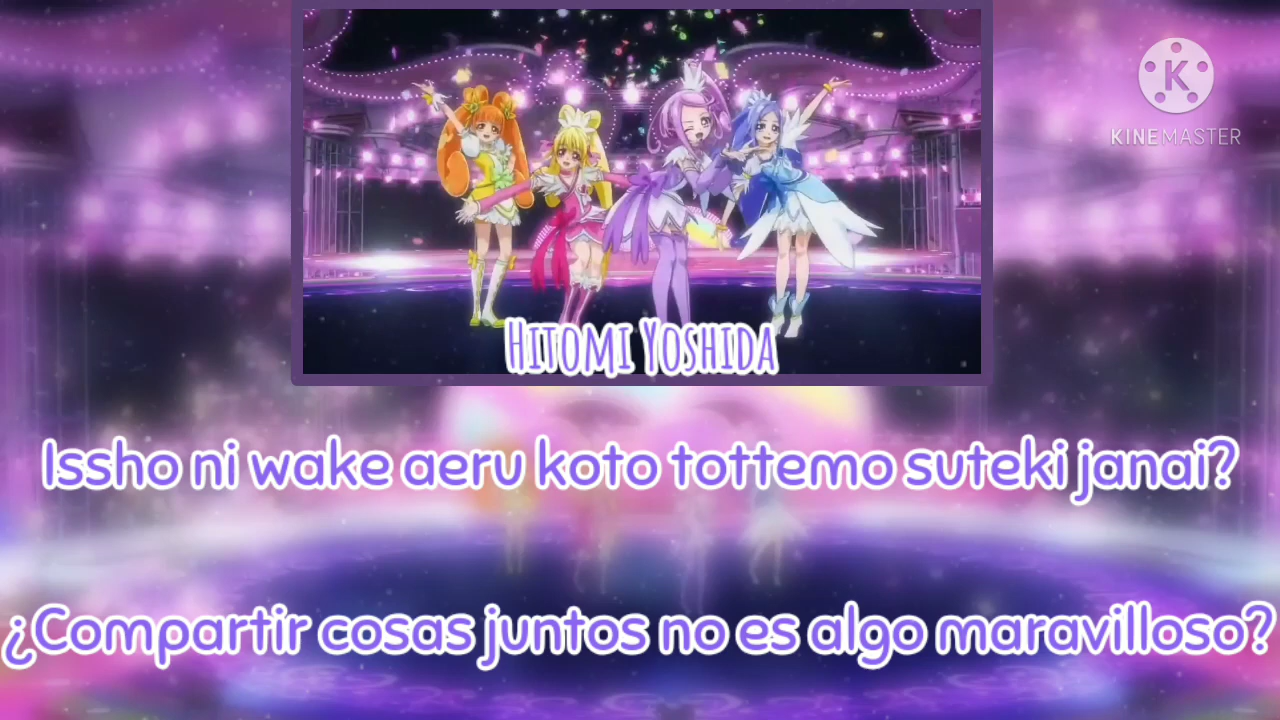 K
KINEMASTER
Hitomi Yoshida
Issho ni wake aeru koto tottemo suteki janai?
¿Compartir cosas juntos no es algo maravilloso?